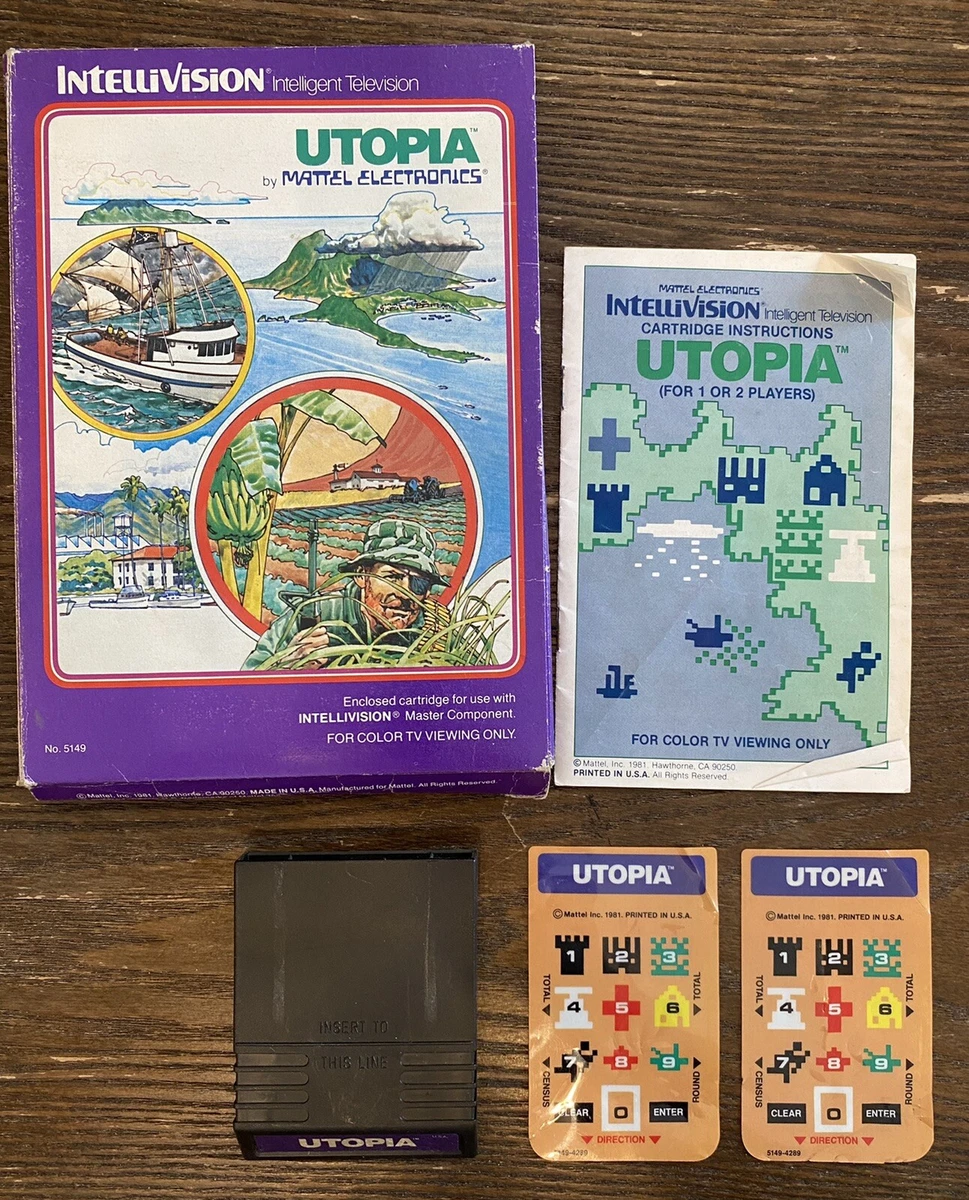 INTELLIVISION® Intelligent Television
UTOPIA™
by MATTEL ELECTRONICS®
Enclosed cartridge for use with
INTELLIVISION® Master Component.
FOR COLOR TV VIEWING ONLY.
No. 5149
©Mattel, Inc. 1981. Hawthorne, CA 90250. MADE IN U.S.A. Manufactured for Mattel. All Rights Reserved.
MATTEL ELECTRONICS®
INTELLIVISION® Intelligent Television
CARTRIDGE INSTRUCTIONS
UTOPIA™
(FOR 1 OR 2 PLAYERS)
FOR COLOR TV VIEWING ONLY
©Mattel, Inc. 1981. Hawthorne, CA 90250
PRINTED IN U.S.A. All Rights Reserved.
INSERT TO
THIS LINE
UTOPIA™
UTOPIA™
©Mattel Inc. 1981. PRINTED IN U.S.A.
1 2 3
TOTAL
TOTAL
4 5 6
7 8 9
CENSUS
ROUND
CLEAR 0 ENTER
DIRECTION
5149-4289
UTOPIA™
©Mattel Inc. 1981. PRINTED IN U.S.A.
1 2 3
TOTAL
TOTAL
4 5 6
7 8 9
CENSUS
ROUND
CLEAR 0 ENTER
DIRECTION
5149-4289